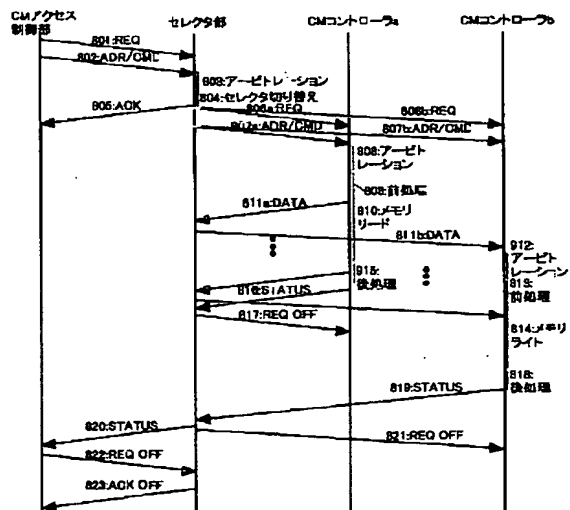 CMアクセス
制御部
セレクタ部
CMコントローラa
CMコントローラb
801:REQ
802:ADR/CMD
803:アービトレーション
804:セレクタ切り替え
805:ACK
806a:REQ
806b:REQ
807a:ADR/CMD
807b:ADR/CMD
808:アービト
レーション
809:前処理
810:メモリ
リード
811a:DATA
811b:DATA
912:
アービト
レーション
813:
前処理
814:メモリ
ライト
915:
後処理
816:STATUS
817:REQ OFF
818:
後処理
819:STATUS
820:STATUS
821:REQ OFF
822:REQ OFF
823:ACK OFF